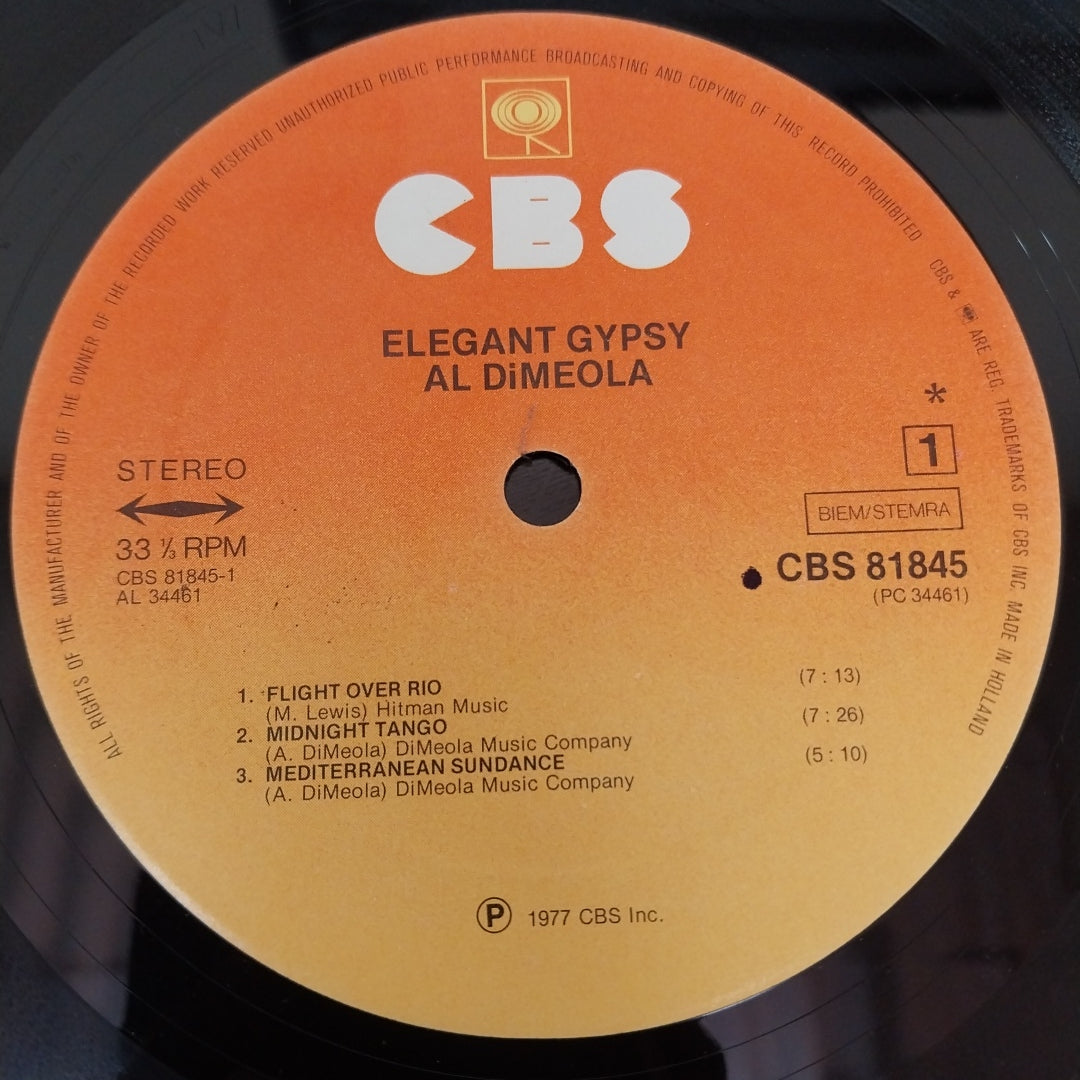 ALL RIGHTS OF THE MANUFACTURER AND OF THE OWNER OF THE RECORDED WORK RESERVED UNAUTHORIZED PUBLIC PERFORMANCE BROADCASTING AND COPYING OF THIS RECORD PROHIBITED
CBS & ARE REG. TRADEMARKS OF CBS INC. MADE IN HOLLAND
CBS
ELEGANT GYPSY
AL DiMEOLA
*
1
STEREO
BIEM/STEMRA
33 ⅓ RPM
CBS 81845
CBS 81845-1
(PC 34461)
AL 34461
1. FLIGHT OVER RIO (7 : 13)
(M. Lewis) Hitman Music
2. MIDNIGHT TANGO (7 : 26)
(A. DiMeola) DiMeola Music Company
3. MEDITERRANEAN SUNDANCE (5 : 10)
(A. DiMeola) DiMeola Music Company
Ⓟ 1977 CBS Inc.